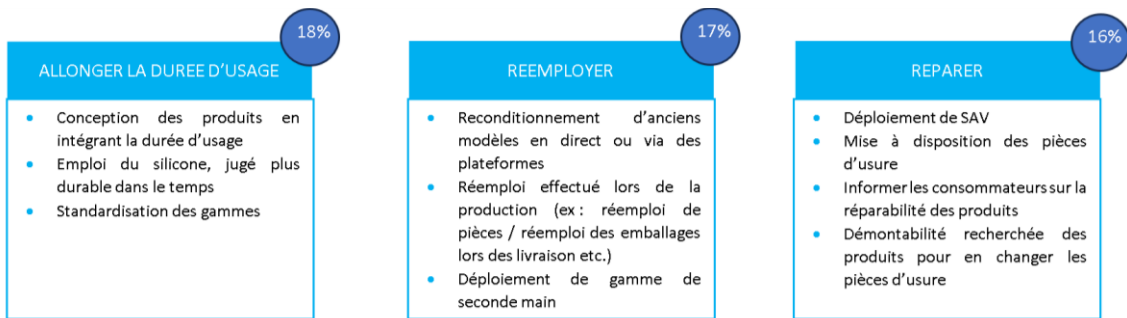 18%
ALLONGER LA DUREE D'USAGE
• Conception des produits en
intégrant la durée d'usage
• Emploi du silicone, jugé plus
durable dans le temps
• Standardisation des gammes
17%
REEMPLOYER
• Reconditionnement d'anciens
modèles en direct ou via des
plateformes
• Réemploi effectué lors de la
production (ex : réemploi de
pièces / réemploi des emballages
lors des livraison etc.)
• Déploiement de gamme de
seconde main
16%
REPARER
• Déploiement de SAV
• Mise à disposition des pièces
d'usure
• Informer les consommateurs sur la
réparabilité des produits
• Démontabilité recherchée des
produits pour en changer les
pièces d'usure